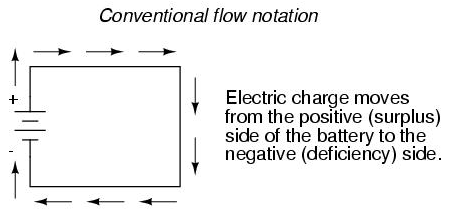 Conventional flow notation
+
-
Electric charge moves
from the positive (surplus)
side of the battery to the
negative (deficiency) side.